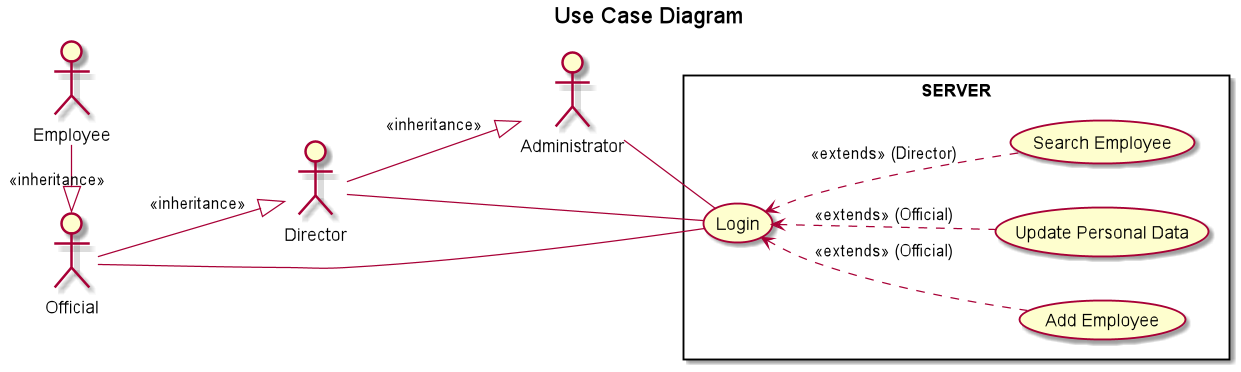 Use Case Diagram
SERVER
Employee
«inheritance»
Official
«inheritance»
Director
«inheritance»
Administrator
Login
«extends» (Director)
Search Employee
«extends» (Official)
Update Personal Data
«extends» (Official)
Add Employee